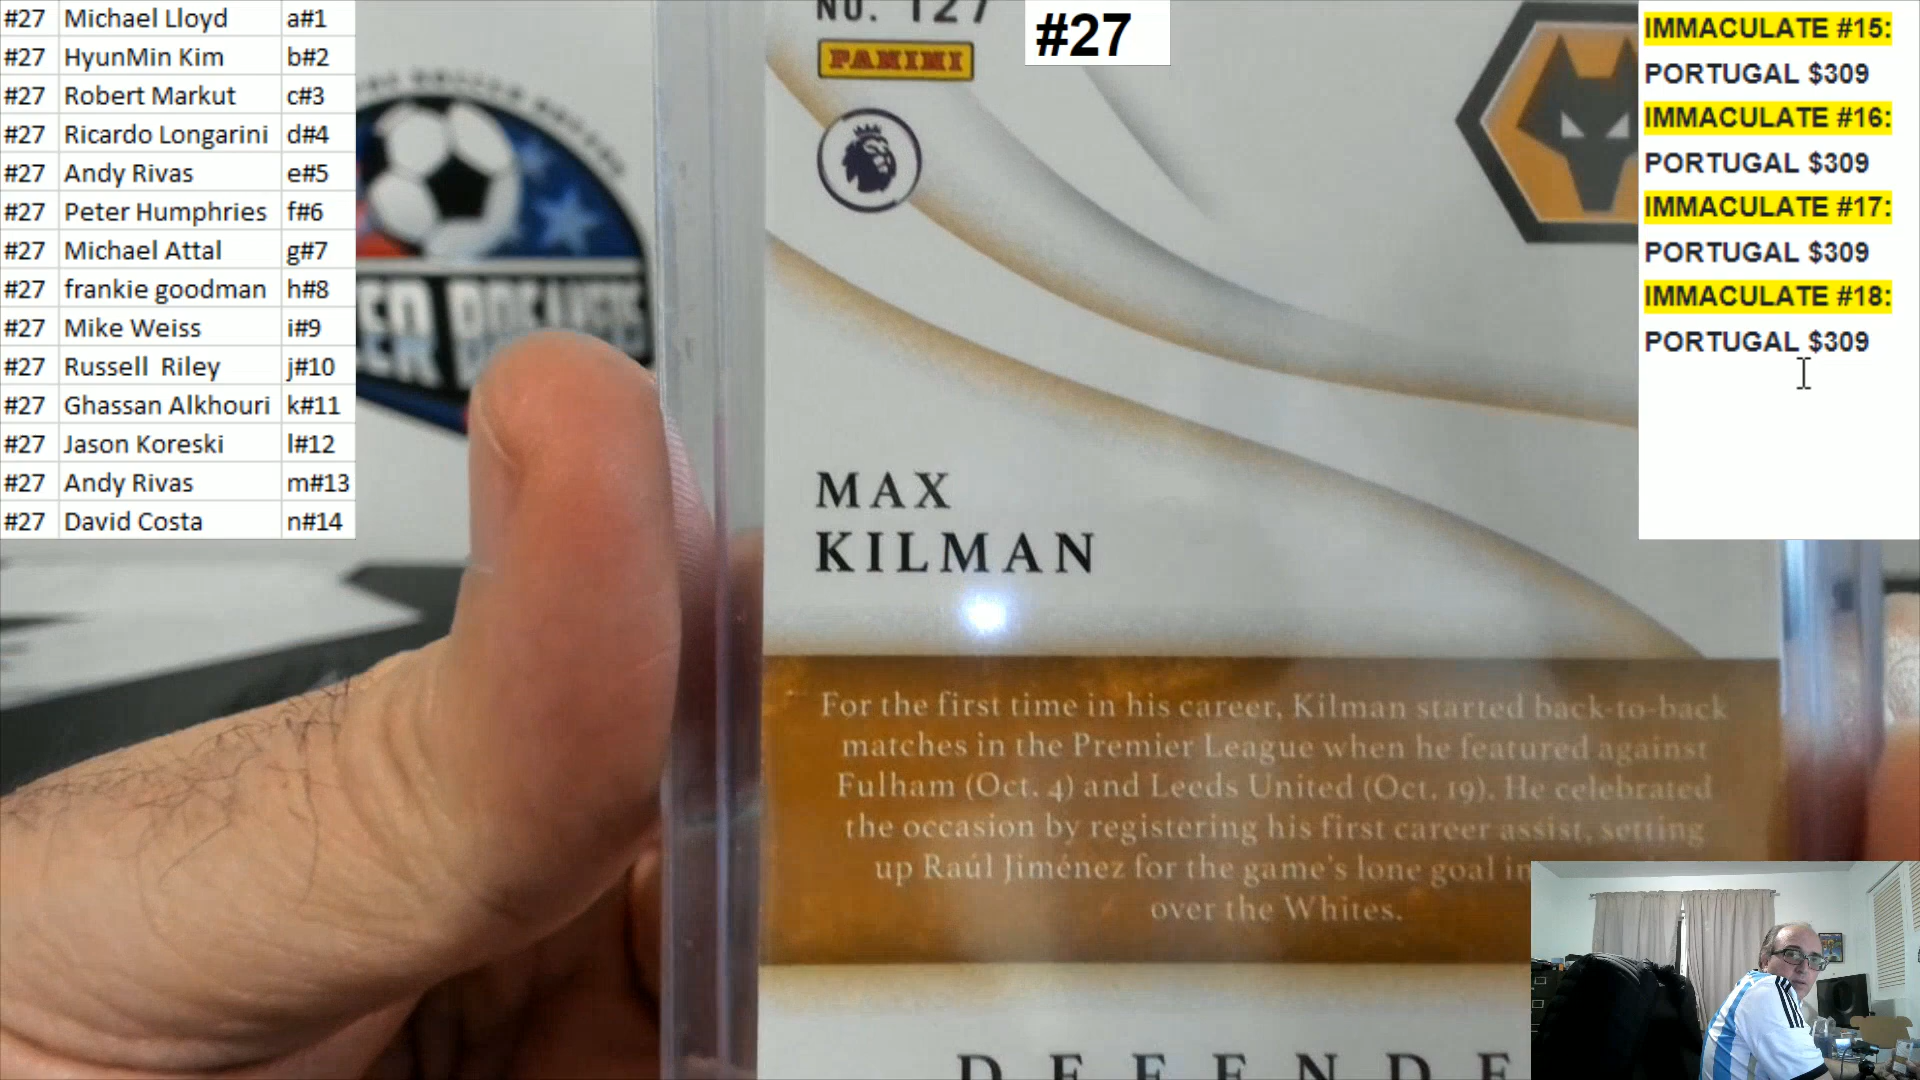 #27 Michael Lloyd a#1
#27 HyunMin Kim b#2
#27 Robert Markut c#3
#27 Ricardo Longarini d#4
#27 Andy Rivas e#5
#27 Peter Humphries f#6
#27 Michael Attal g#7
#27 frankie goodman h#8
#27 Mike Weiss i#9
#27 Russell Riley j#10
#27 Ghassan Alkhouri k#11
#27 Jason Koreski l#12
#27 Andy Rivas m#13
#27 David Costa n#14
#27
NO. 127
PANINI
MAX
KILMAN
For the first time in his career, Kilman started back-to-back
matches in the Premier League when he featured against
Fulham (Oct. 4) and Leeds United (Oct. 19). He celebrated
the occasion by registering his first career assist, setting
up Raúl Jiménez for the game's lone goal in
over the Whites.
IMMACULATE #15:
PORTUGAL $309
IMMACULATE #16:
PORTUGAL $309
IMMACULATE #17:
PORTUGAL $309
IMMACULATE #18:
PORTUGAL $309